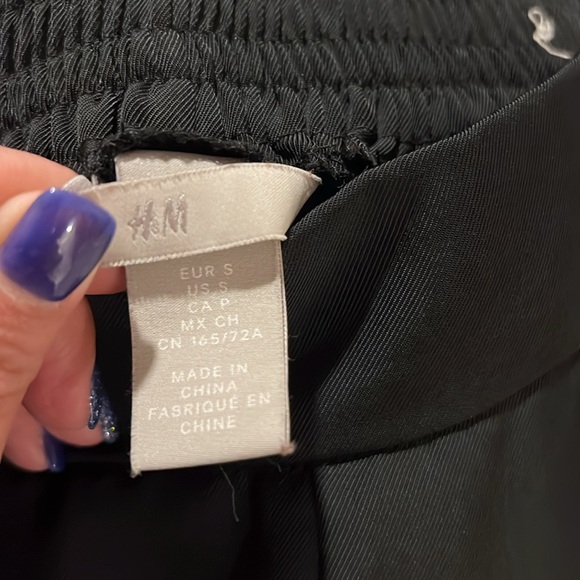 H&M
EUR S
US S
CA P
MX CH
CN 165/72A
MADE IN
CHINA
FABRIQUÉ EN
CHINE